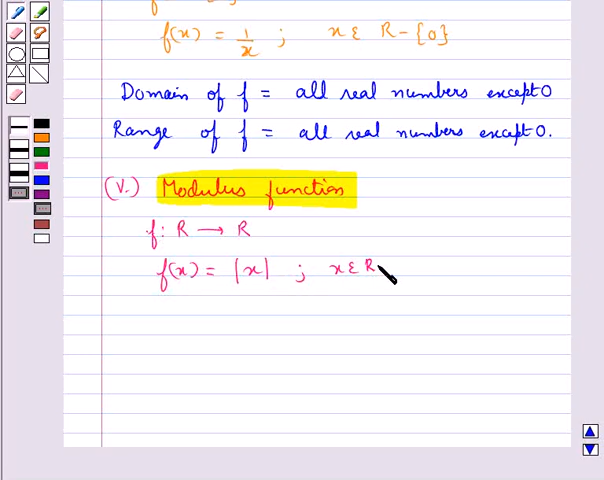 f(x) = 1/x ; x ε R - {0}
Domain of f = all real numbers except 0
Range of f = all real numbers except 0.
(V.) Modulus function
f : R → R
f(x) = |x| ; x ε R